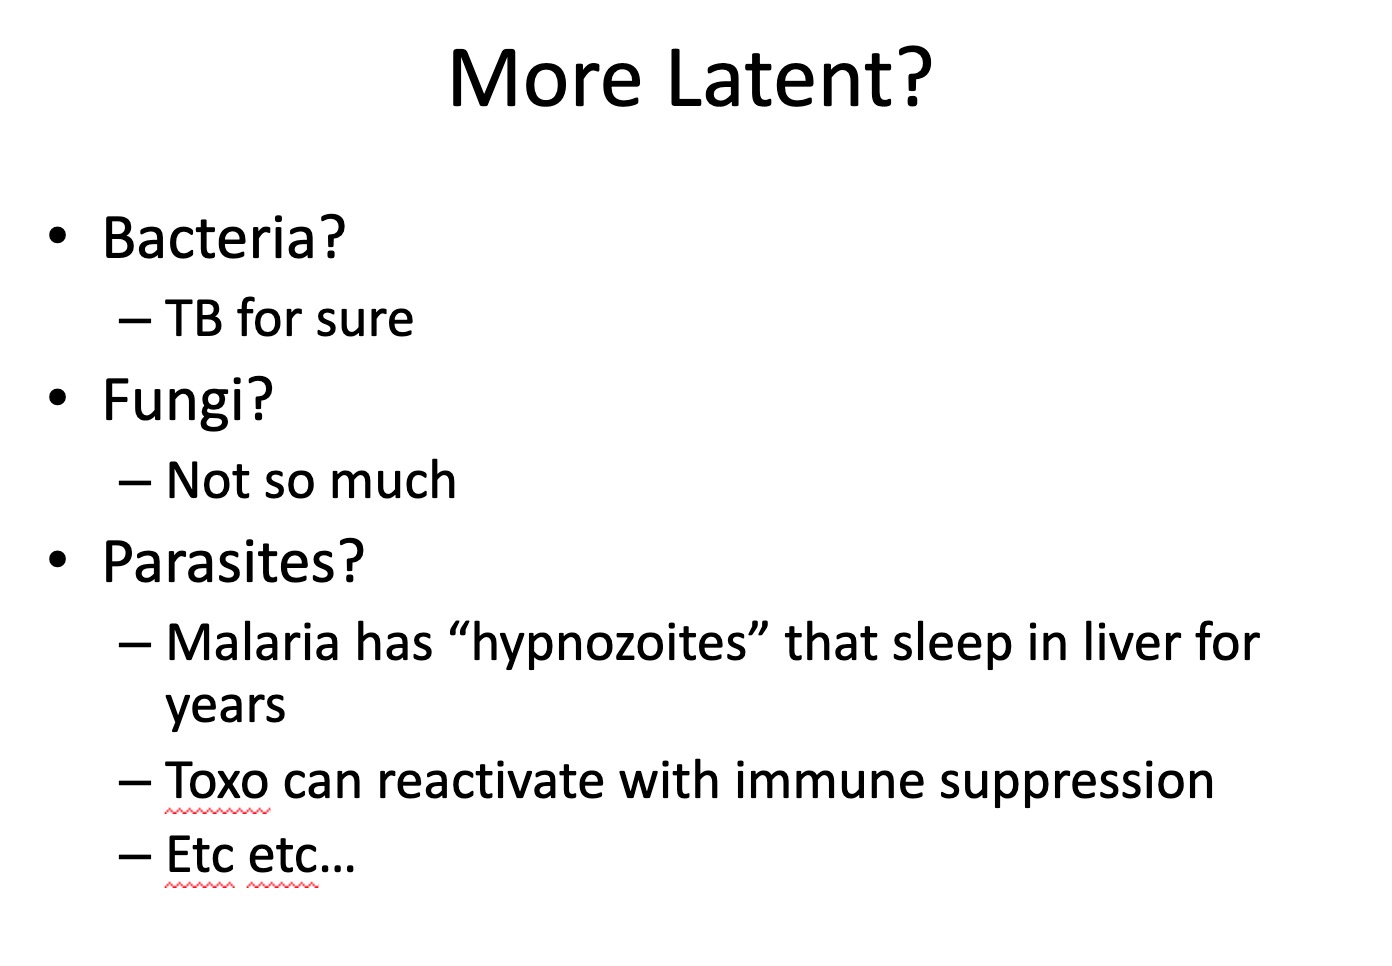 More Latent?
• Bacteria?
– TB for sure
• Fungi?
– Not so much
• Parasites?
– Malaria has “hypnozoites” that sleep in liver for
years
– Toxo can reactivate with immune suppression
– Etc etc…